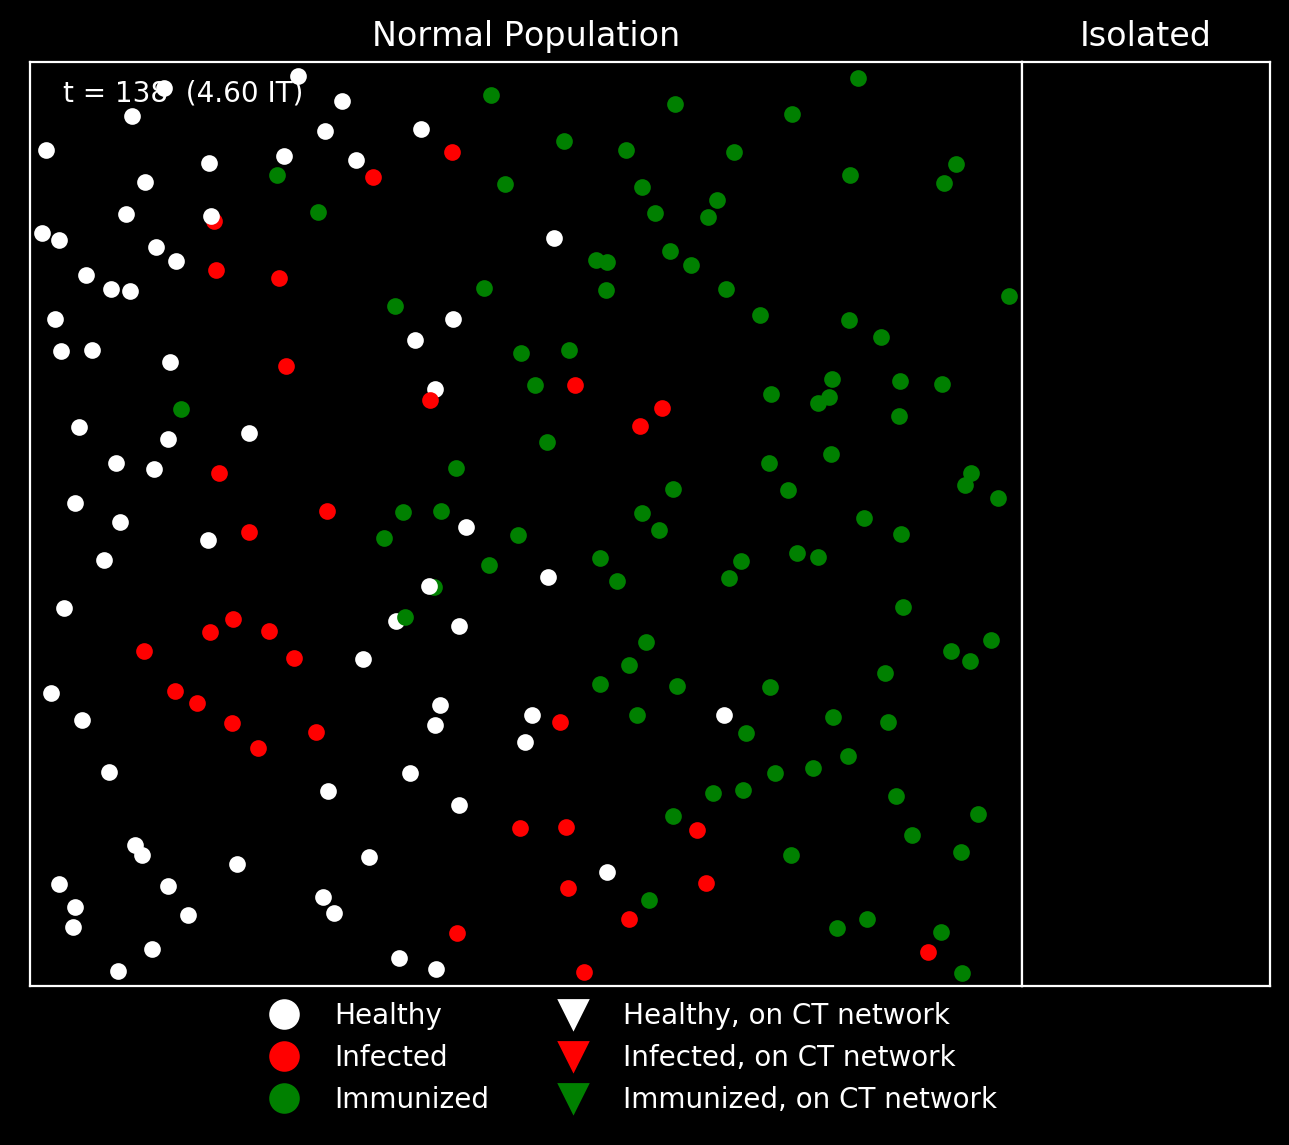 Normal Population
Isolated
t = 138  (4.60 IT)
Healthy
Infected
Immunized
Healthy, on CT network
Infected, on CT network
Immunized, on CT network